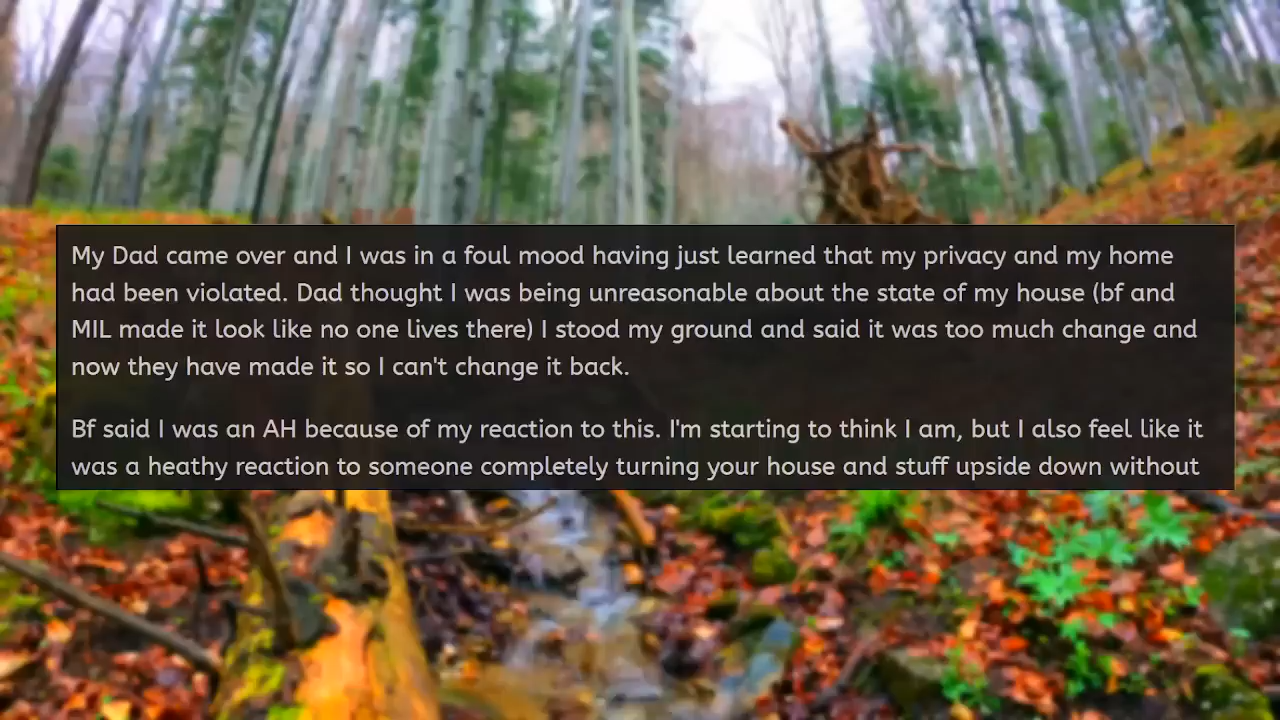 My Dad came over and I was in a foul mood having just learned that my privacy and my home
had been violated. Dad thought I was being unreasonable about the state of my house (bf and
MIL made it look like no one lives there) I stood my ground and said it was too much change and
now they have made it so I can't change it back.
Bf said I was an AH because of my reaction to this. I'm starting to think I am, but I also feel like it
was a heathy reaction to someone completely turning your house and stuff upside down without